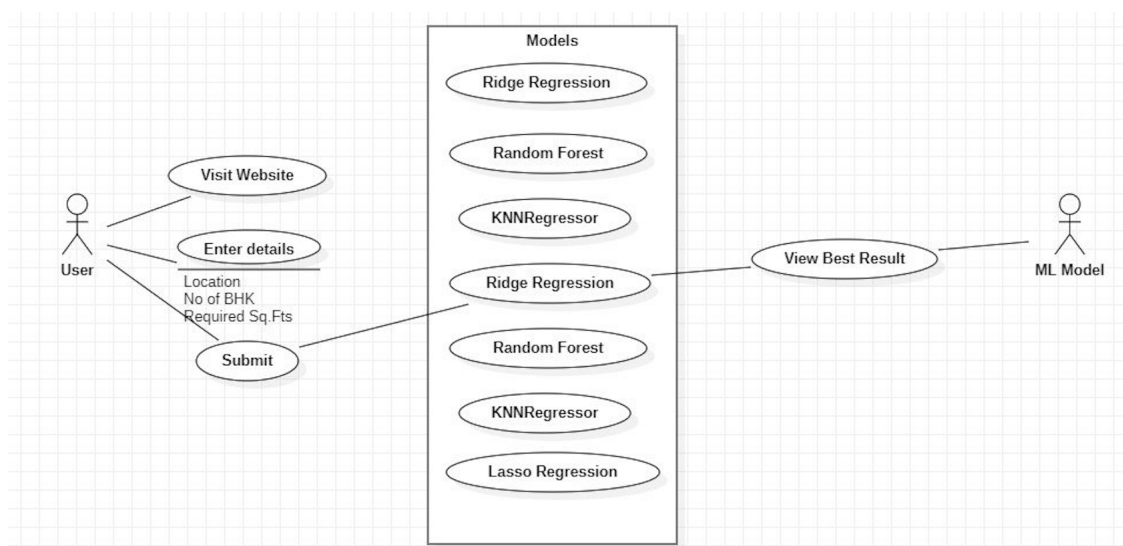 Models
Ridge Regression
Random Forest
Visit Website
KNNRegressor
Enter details
Location
No of BHK
Required Sq.Fts
User
Ridge Regression
View Best Result
ML Model
Random Forest
Submit
KNNRegressor
Lasso Regression